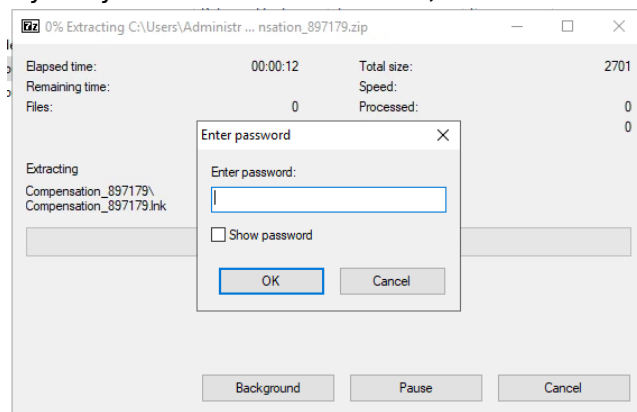 7z 0% Extracting C:\Users\Administr ... nsation_897179.zip
Elapsed time: 00:00:12 Total size: 2701
Remaining time: Speed:
Files: 0 Processed: 0
0
Enter password
Enter password:
Show password
OK Cancel
Extracting
Compensation_897179\
Compensation_897179.lnk
Background Pause Cancel